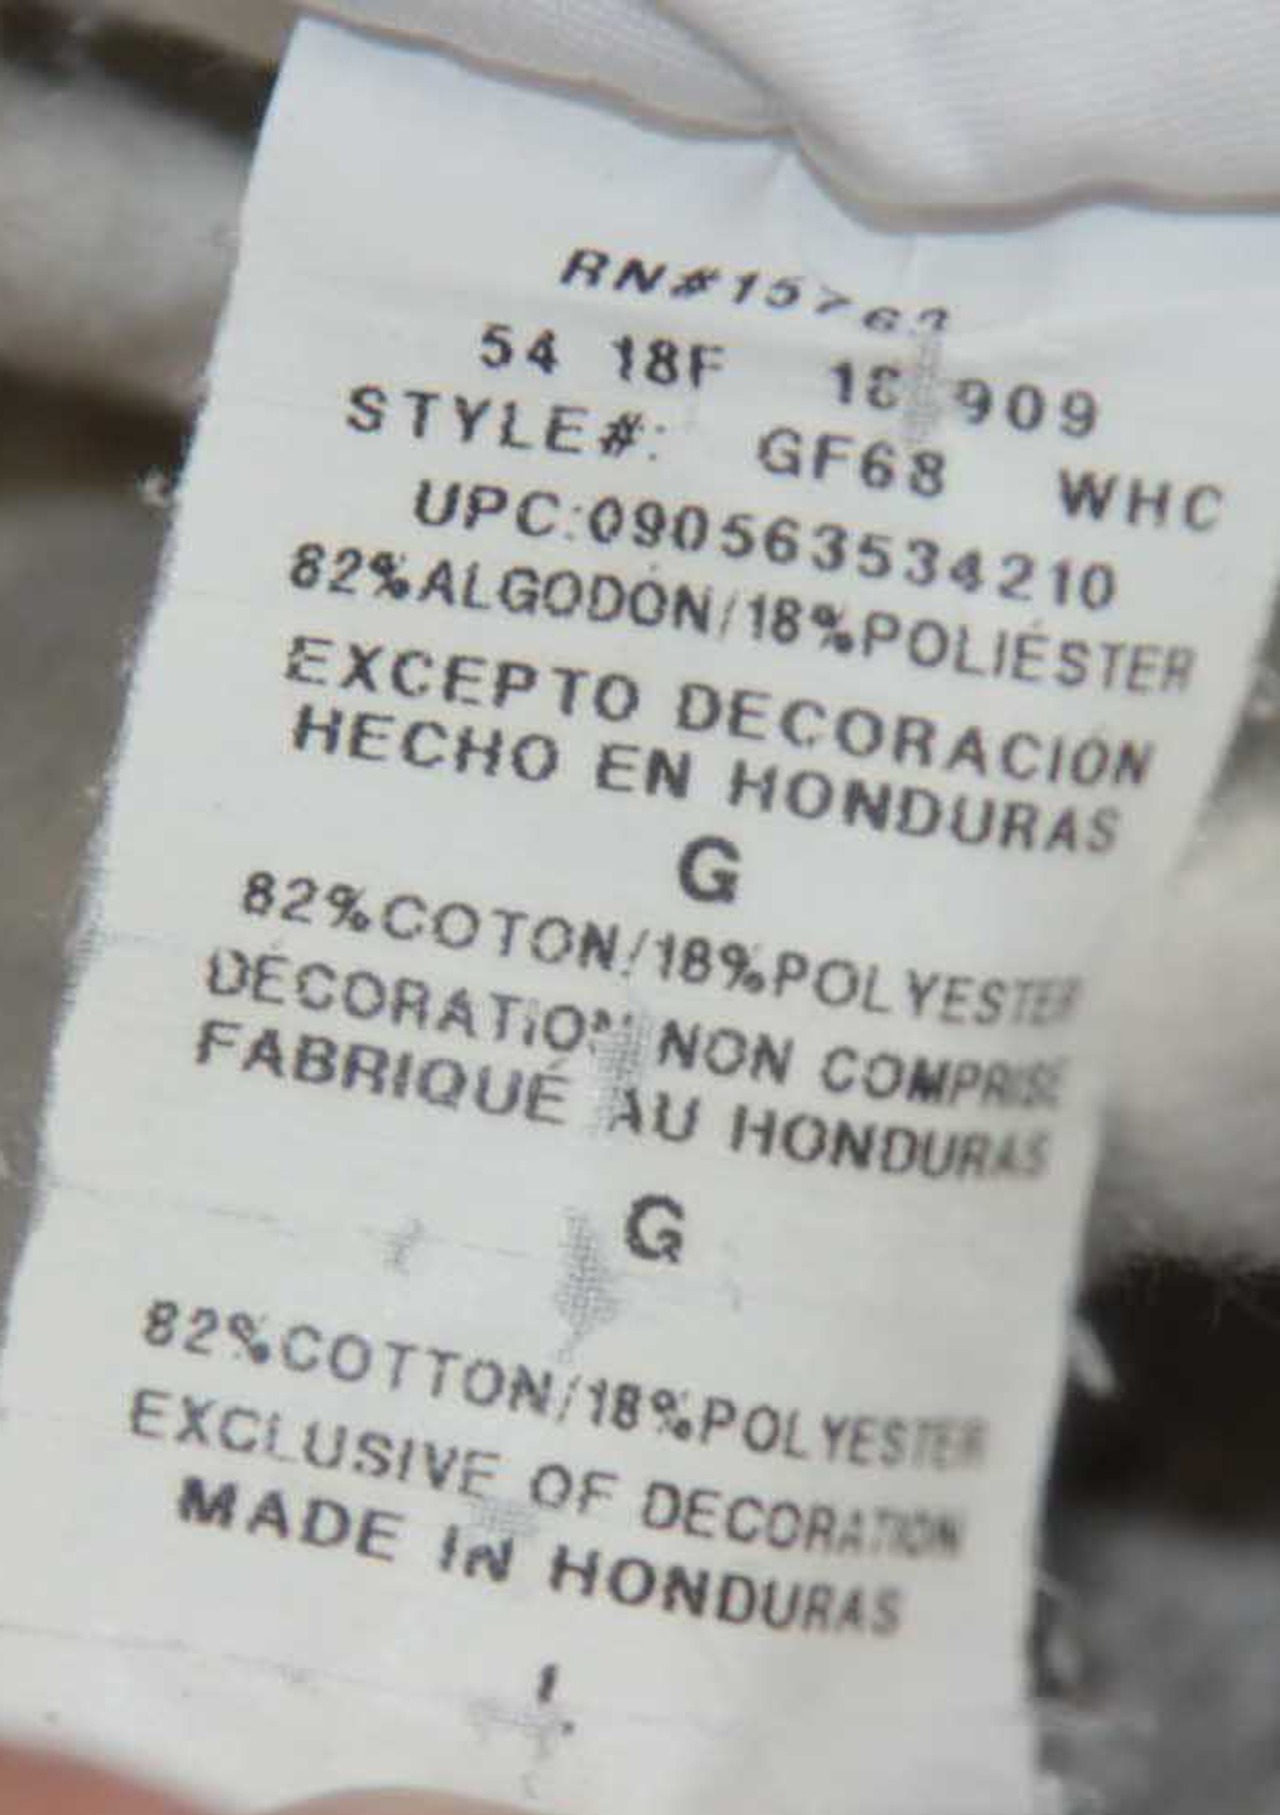 RN#15763
54 18F 909
STYLE#: GF68 WHC
UPC:090563534210
82%ALGODÓN/18%POLIÉSTER
EXCEPTO DECORACIÓN
HECHO EN HONDURAS
G
82%COTON/18%POLYESTER
DÉCORATION NON COMPRISE
FABRIQUÉ AU HONDURAS
G
82%COTTON/18%POLYESTER
EXCLUSIVE OF DECORATION
MADE IN HONDURAS